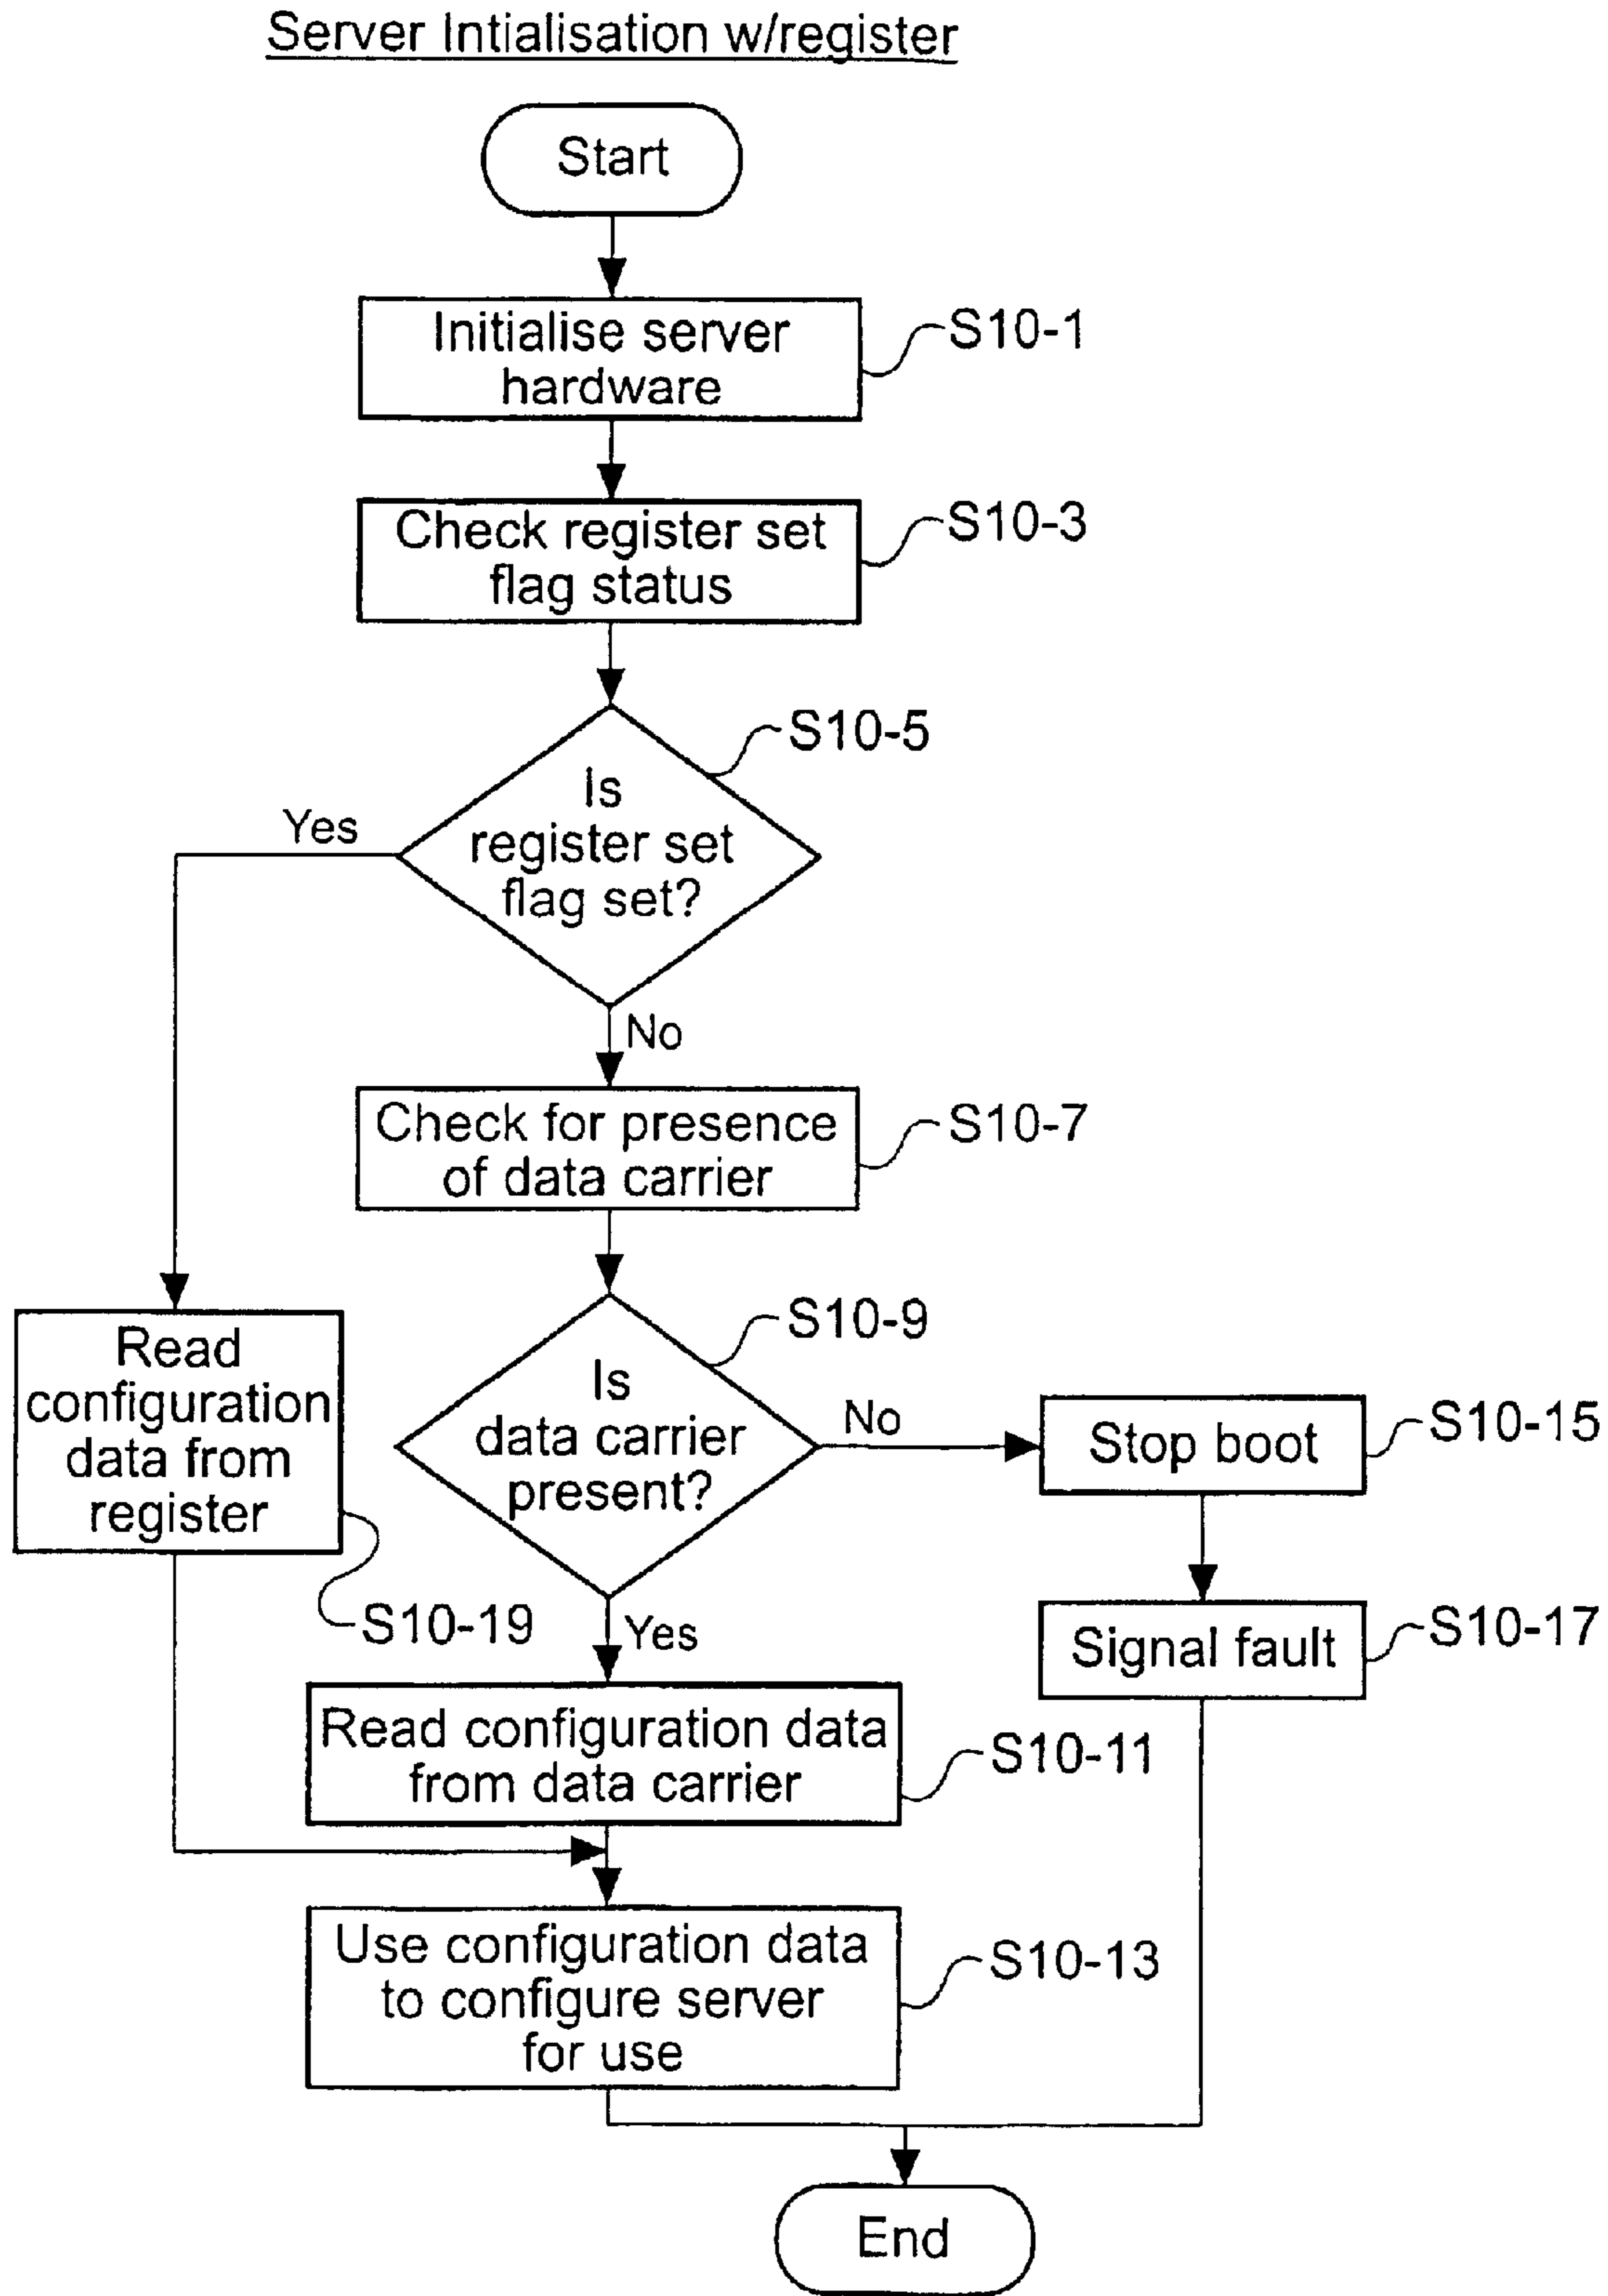 Server Intialisation w/register
Start
Initialise server
hardware
S10-1
Check register set
flag status
S10-3
S10-5
Is
register set
flag set?
Yes
No
Check for presence
of data carrier
S10-7
S10-9
Is
data carrier
present?
No
Yes
Read
configuration
data from
register
S10-19
Stop boot
S10-15
Signal fault
S10-17
Read configuration data
from data carrier
S10-11
Use configuration data
to configure server
for use
S10-13
End